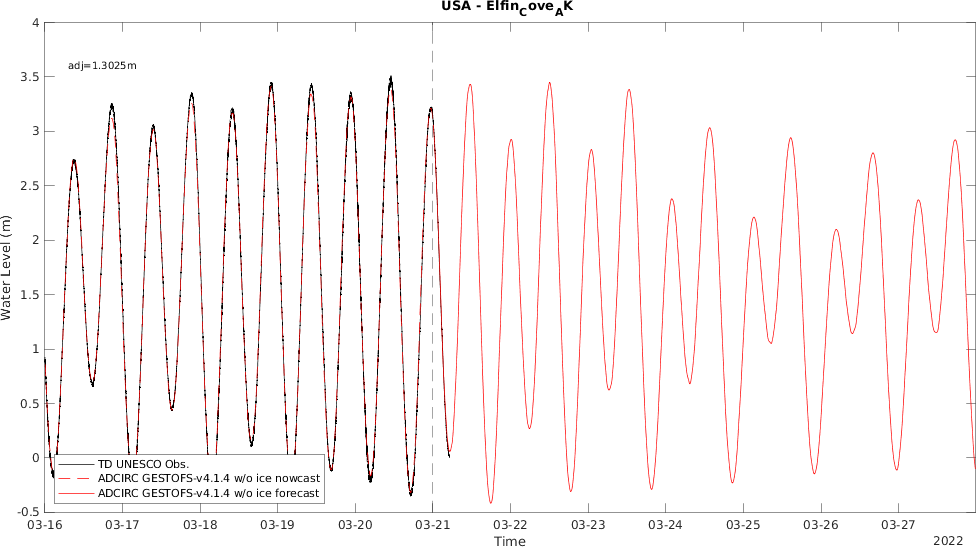 USA - Elfin_Cove_AK
adj=1.3025m
Water Level (m)
4
3.5
3
2.5
2
1.5
1
0.5
0
-0.5
TD UNESCO Obs.
ADCIRC GESTOFS-v4.1.4 w/o ice nowcast
ADCIRC GESTOFS-v4.1.4 w/o ice forecast
03-16 03-17 03-18 03-19 03-20 03-21 03-22 03-23 03-24 03-25 03-26 03-27
Time
2022